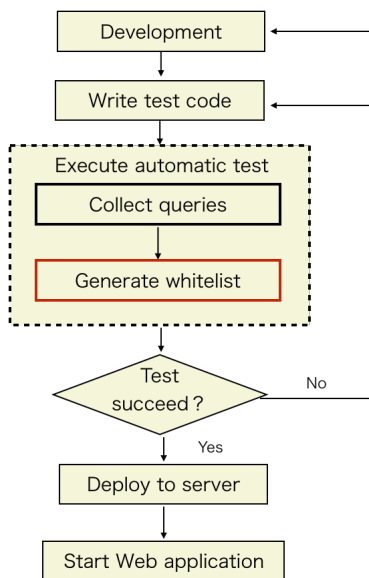 Development
Write test code
Execute automatic test
Collect queries
Generate whitelist
Test
succeed？
No
Yes
Deploy to server
Start Web application